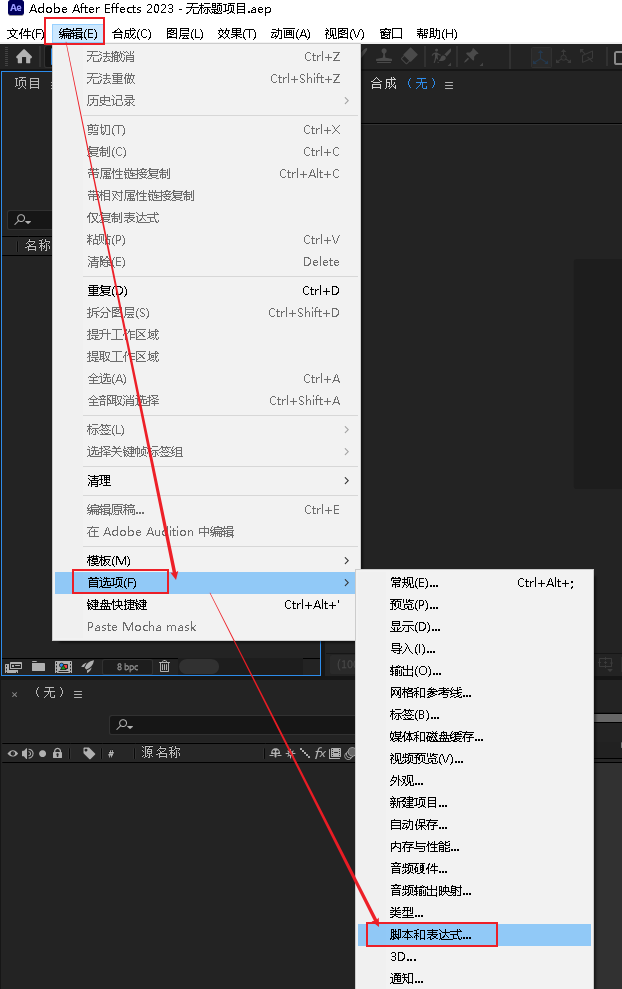 Ae Adobe After Effects 2023 - 无标题项目.aep
文件(F) 编辑(E) 合成(C) 图层(L) 效果(T) 动画(A) 视图(V) 窗口 帮助(H)
项目
合成 (无)
名称
无法撤消 Ctrl+Z
无法重做 Ctrl+Shift+Z
历史记录
剪切(T) Ctrl+X
复制(C) Ctrl+C
带属性链接复制 Ctrl+Alt+C
带相对属性链接复制
仅复制表达式
粘贴(P) Ctrl+V
清除(E) Delete
重复(D) Ctrl+D
拆分图层(S) Ctrl+Shift+D
提升工作区域
提取工作区域
全选(A) Ctrl+A
全部取消选择 Ctrl+Shift+A
标签(L)
选择关键帧标签组
清理
编辑原稿... Ctrl+E
在 Adobe Audition 中编辑
模板(M)
首选项(F)
键盘快捷键 Ctrl+Alt+'
Paste Mocha mask
常规(E)... Ctrl+Alt+;
预览(P)...
显示(D)...
导入(I)...
输出(O)...
网格和参考线...
标签(B)...
媒体和磁盘缓存...
视频预览(V)...
外观...
新建项目...
自动保存...
内存与性能...
音频硬件...
音频输出映射...
类型...
脚本和表达式...
3D...
通知...
8 bpc
(100
× (无)
# 源名称
fx